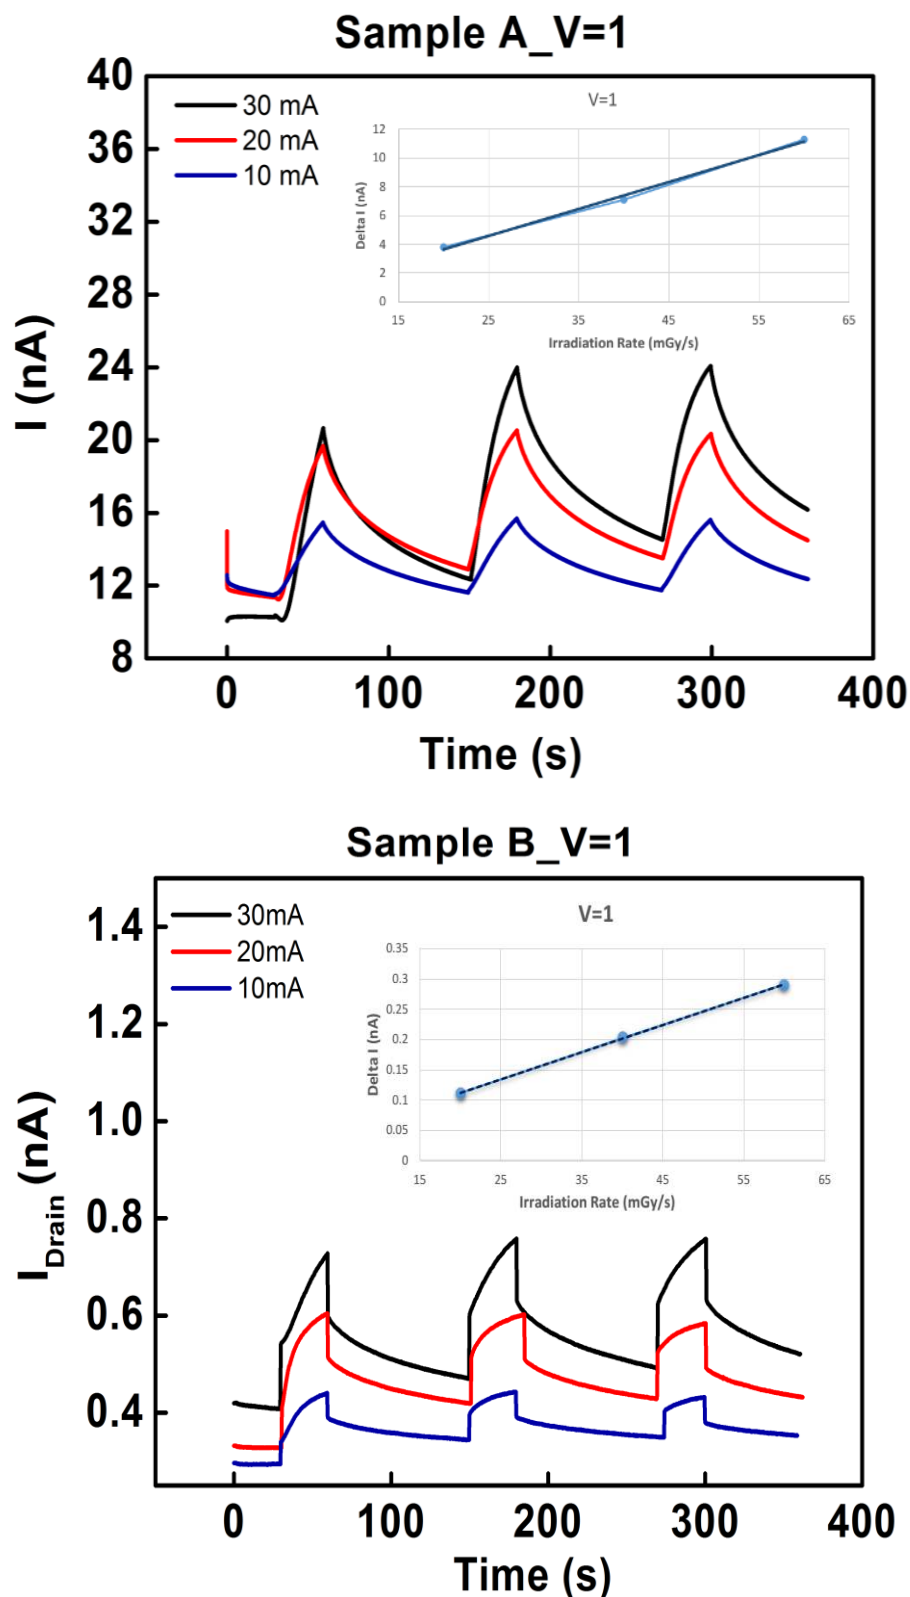 Sample A_V=1
40
36
32
28
24
20
16
12
8
I (nA)
30 mA
20 mA
10 mA
V=1
12
10
8
6
4
2
0
Delta I (nA)
15 25 35 45 55 65
Irradiation Rate (mGy/s)
0 100 200 300 400
Time (s)
Sample B_V=1
1.4
1.2
1.0
0.8
0.6
0.4
I_Drain (nA)
30mA
20mA
10mA
V=1
0.35
0.3
0.25
0.2
0.15
0.1
0.05
0
Delta I (nA)
15 25 35 45 55 65
Irradiation Rate (mGy/s)
0 100 200 300 400
Time (s)